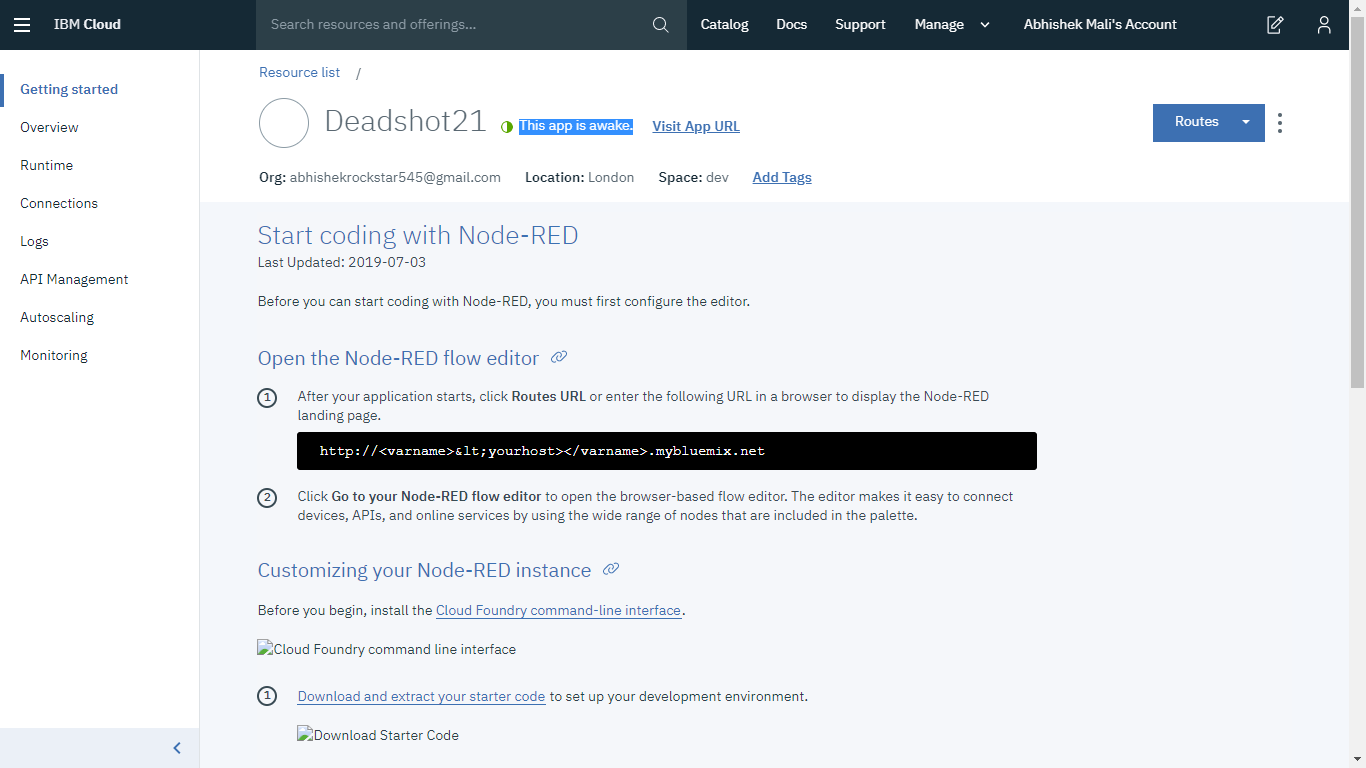 IBM Cloud
Search resources and offerings...
Catalog
Docs
Support
Manage
Abhishek Mali's Account
Getting started
Overview
Runtime
Connections
Logs
API Management
Autoscaling
Monitoring
Resource list /
Deadshot21
This app is awake.
Visit App URL
Routes
Org: abhishekrockstar545@gmail.com Location: London Space: dev Add Tags
Start coding with Node-RED
Last Updated: 2019-07-03
Before you can start coding with Node-RED, you must first configure the editor.
Open the Node-RED flow editor
1 After your application starts, click Routes URL or enter the following URL in a browser to display the Node-RED
landing page.
http://<varname>&lt;yourhost></varname>.mybluemix.net
2 Click Go to your Node-RED flow editor to open the browser-based flow editor. The editor makes it easy to connect
devices, APIs, and online services by using the wide range of nodes that are included in the palette.
Customizing your Node-RED instance
Before you begin, install the Cloud Foundry command-line interface.
Cloud Foundry command line interface
1 Download and extract your starter code to set up your development environment.
Download Starter Code